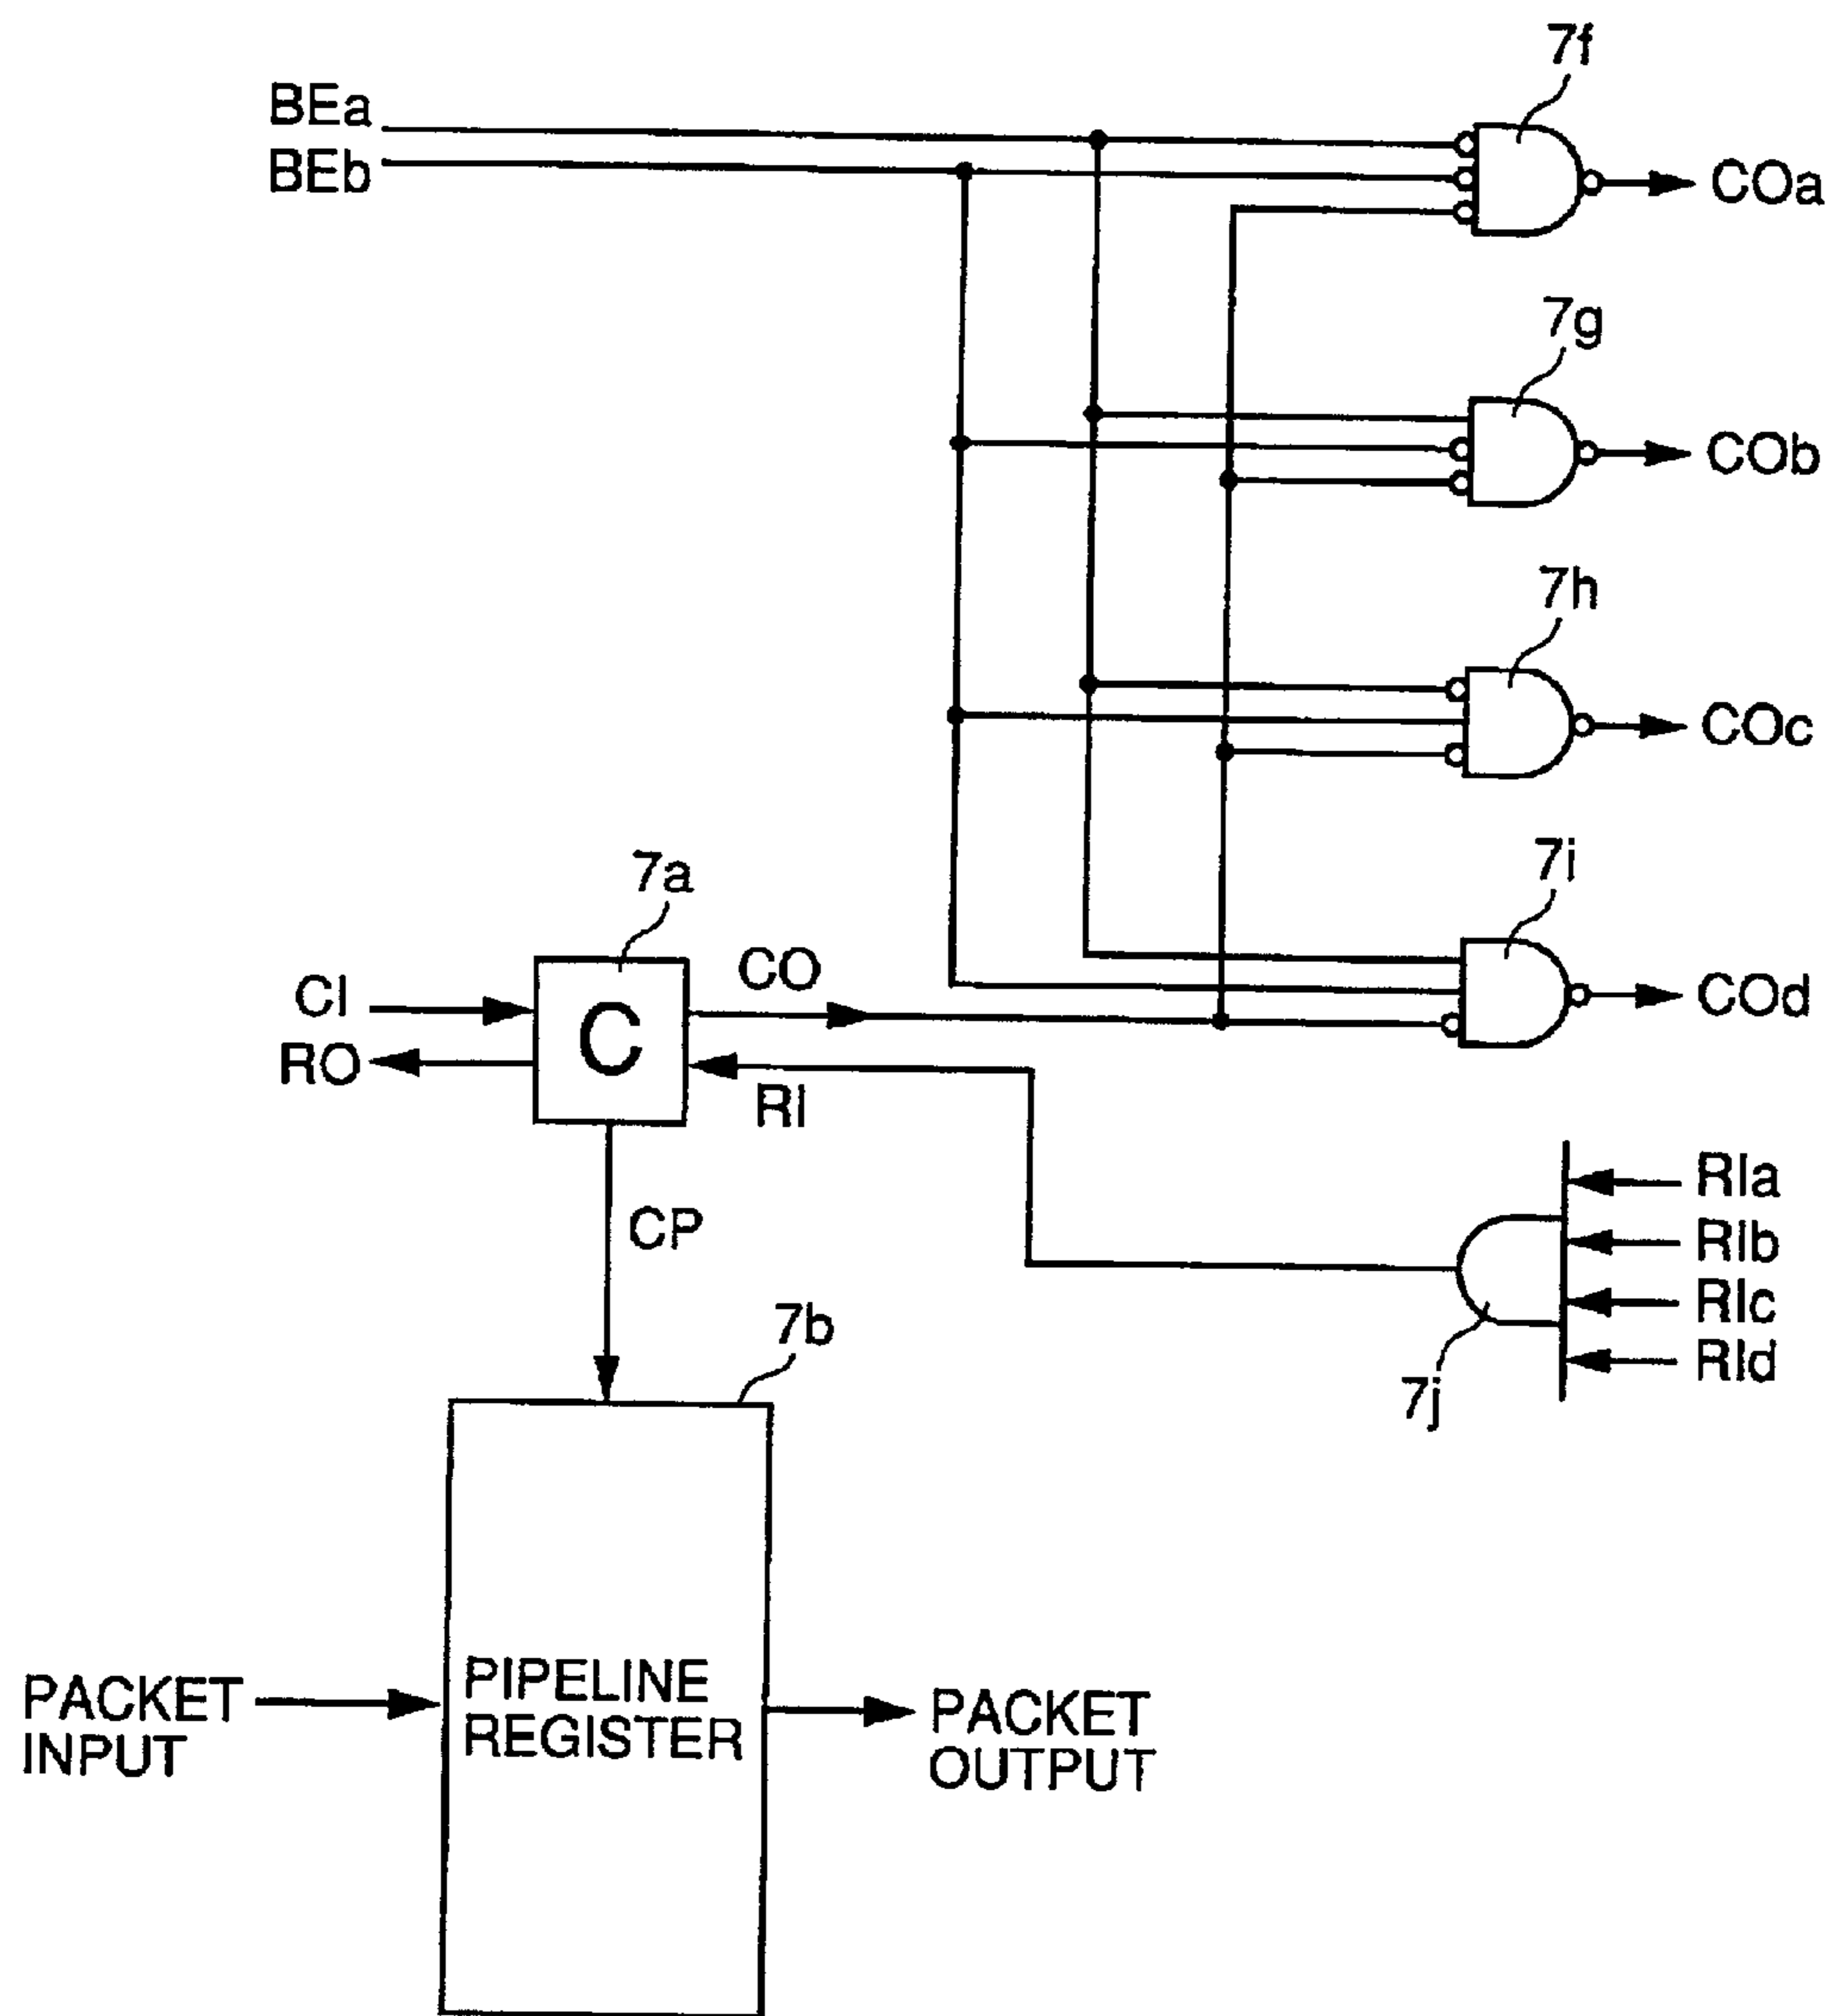 7f
BEa
BEb
COa
7g
COb
7h
COc
7a
7i
CI
CO
C
COd
RO
RI
RIa
CP
RIb
RIc
7b
RId
7j
PACKET
INPUT
PIPELINE
REGISTER
PACKET
OUTPUT